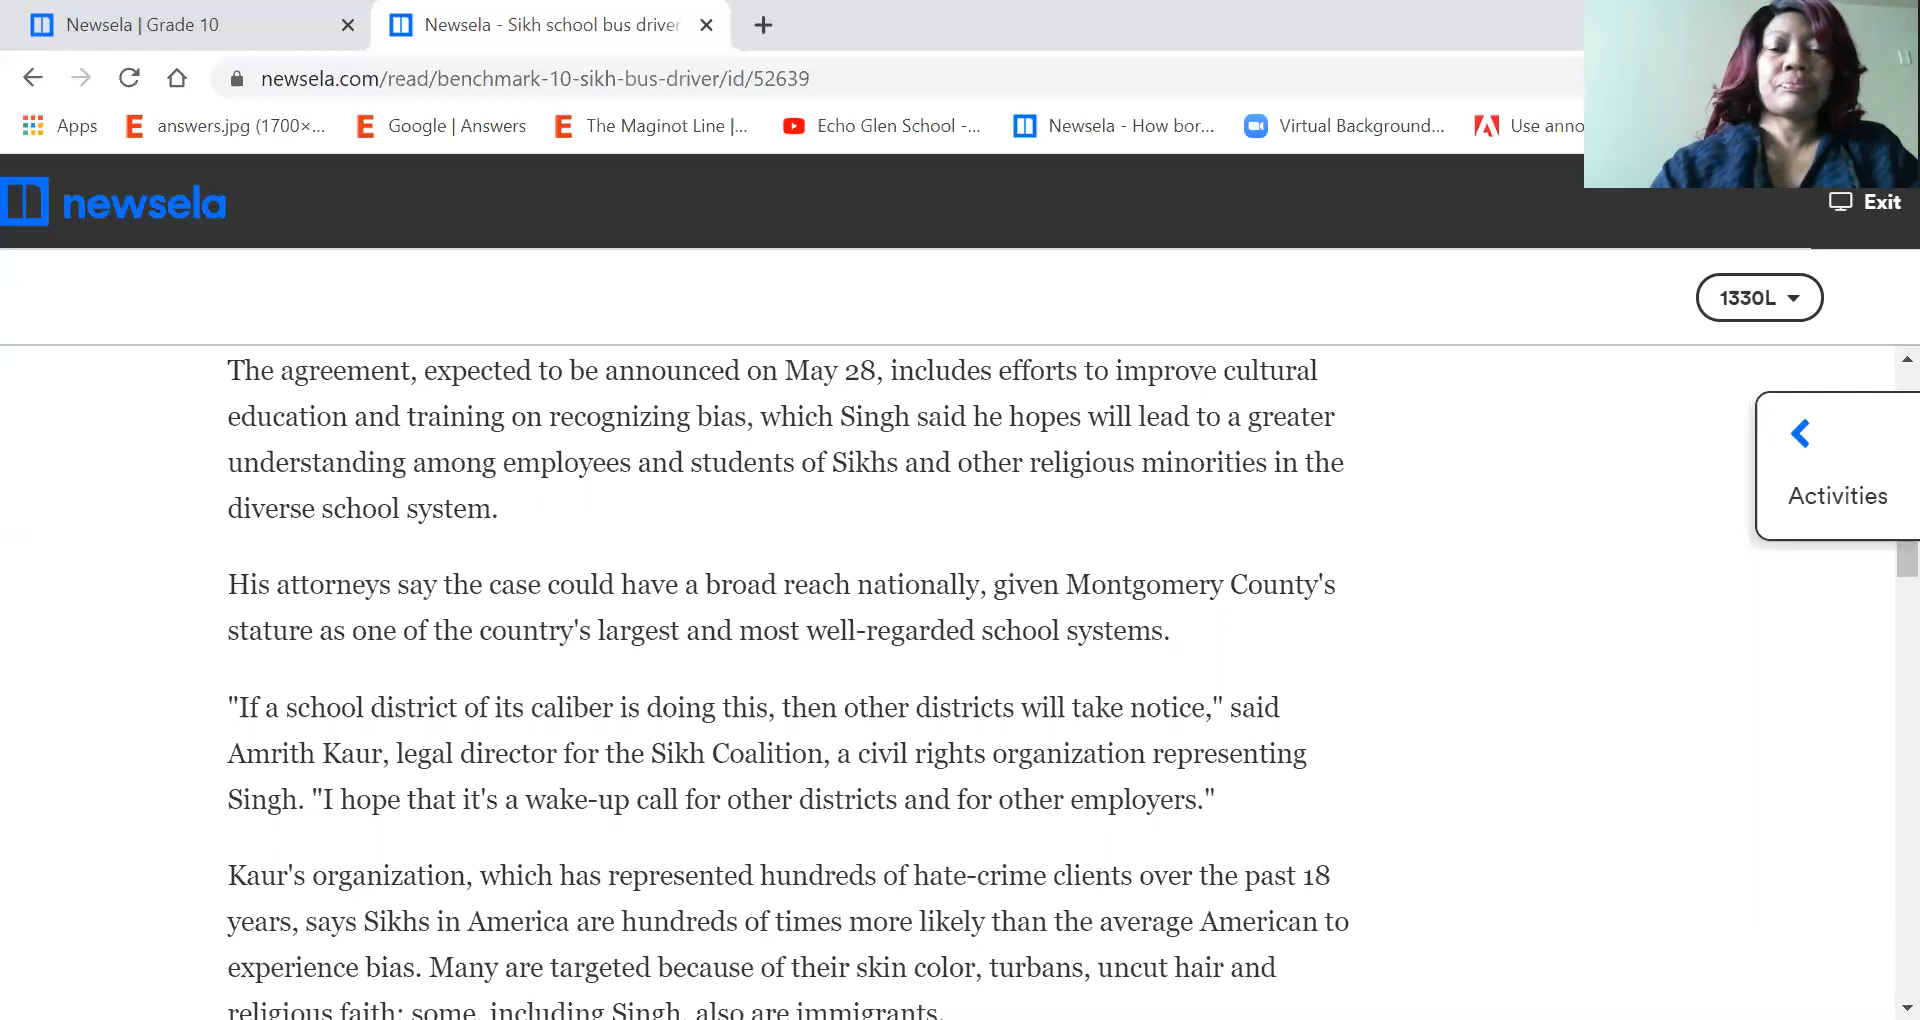 Newsela | Grade 10
Newsela - Sikh school bus driver
newsela.com/read/benchmark-10-sikh-bus-driver/id/52639
Apps
answers.jpg (1700×...
Google | Answers
The Maginot Line |...
Echo Glen School -...
Newsela - How bor...
Virtual Background...
Use anno
newsela
Exit
1330L
The agreement, expected to be announced on May 28, includes efforts to improve cultural
education and training on recognizing bias, which Singh said he hopes will lead to a greater
understanding among employees and students of Sikhs and other religious minorities in the
diverse school system.
Activities
His attorneys say the case could have a broad reach nationally, given Montgomery County's
stature as one of the country's largest and most well-regarded school systems.
"If a school district of its caliber is doing this, then other districts will take notice," said
Amrith Kaur, legal director for the Sikh Coalition, a civil rights organization representing
Singh. "I hope that it's a wake-up call for other districts and for other employers."
Kaur's organization, which has represented hundreds of hate-crime clients over the past 18
years, says Sikhs in America are hundreds of times more likely than the average American to
experience bias. Many are targeted because of their skin color, turbans, uncut hair and
religious faith; some, including Singh, also are immigrants.